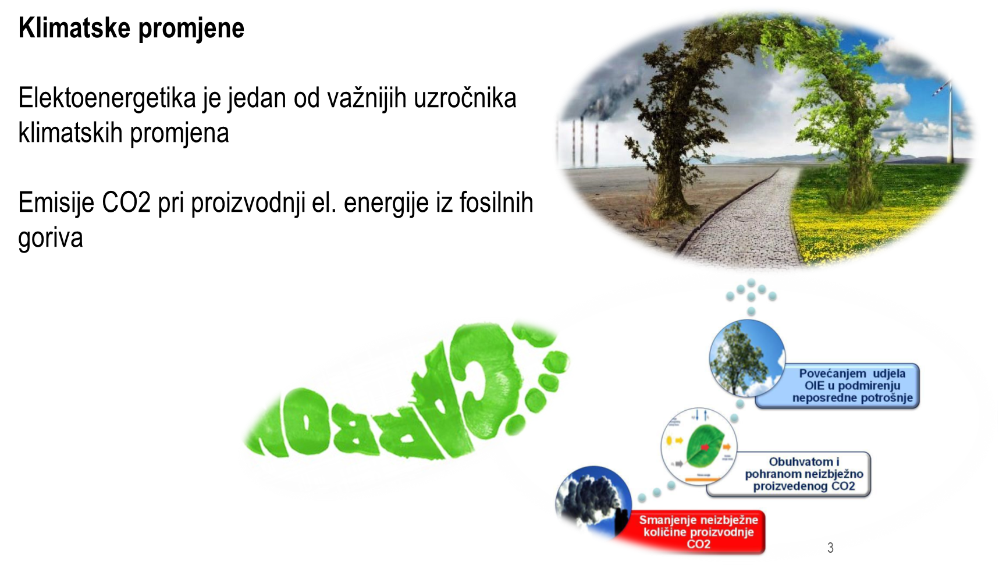 Klimatske promjene
Elektoenergetika je jedan od važnijih uzročnika
klimatskih promjena
Emisije CO2 pri proizvodnji el. energije iz fosilnih
goriva
CARBON
Povećanjem udjela
OIE u podmirenju
neposredne potrošnje
Obuhvatom i
pohranom neizbježno
proizvedenog CO2
Smanjenje neizbježne
količine proizvodnje
CO2
3